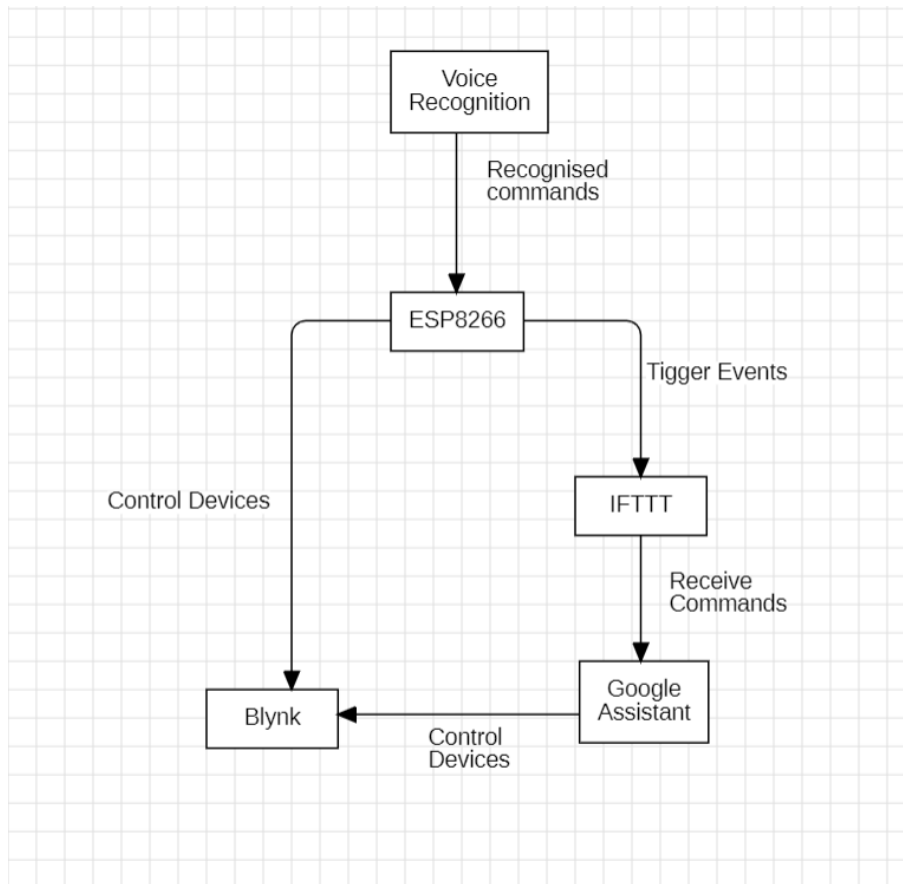 Voice
Recognition
Recognised
commands
ESP8266
Tigger Events
Control Devices
IFTTT
Receive
Commands
Google
Assistant
Blynk
Control
Devices